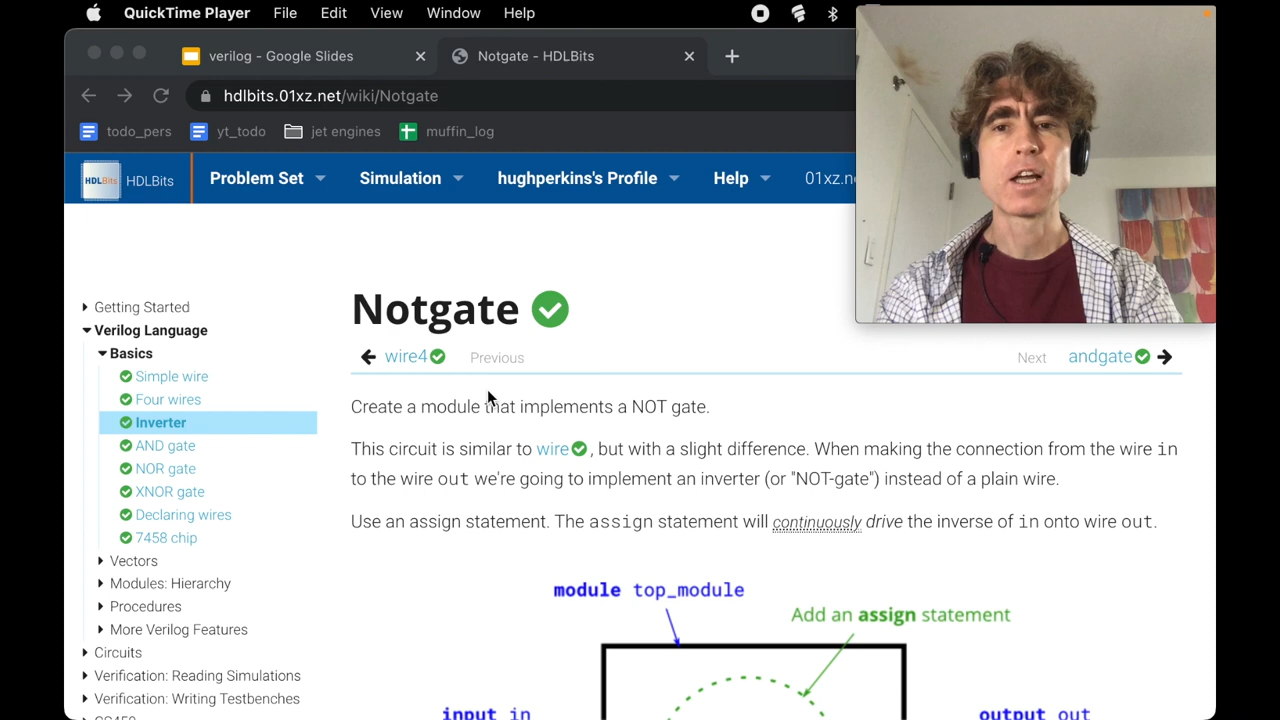 QuickTime Player File Edit View Window Help
verilog - Google Slides
Notgate - HDLBits
hdlbits.01xz.net/wiki/Notgate
todo_pers yt_todo jet engines muffin_log
HDLBits HDLBits Problem Set Simulation hughperkins's Profile Help 01xz.ne
Getting Started
Verilog Language
Basics
Simple wire
Four wires
Inverter
AND gate
NOR gate
XNOR gate
Declaring wires
7458 chip
Vectors
Modules: Hierarchy
Procedures
More Verilog Features
Circuits
Verification: Reading Simulations
Verification: Writing Testbenches
Notgate
wire4 Previous Next andgate
Create a module that implements a NOT gate.
This circuit is similar to wire, but with a slight difference. When making the connection from the wire in
to the wire out we're going to implement an inverter (or "NOT-gate") instead of a plain wire.
Use an assign statement. The assign statement will continuously drive the inverse of in onto wire out.
module top_module
Add an assign statement
input in
output out